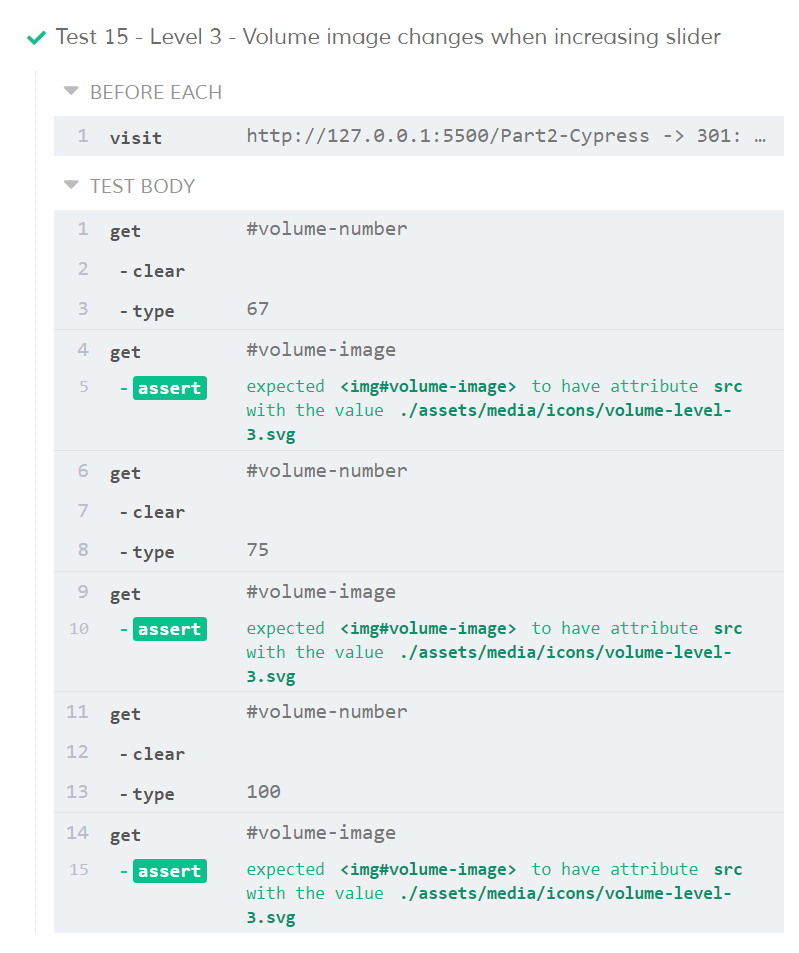 Test 15 - Level 3 - Volume image changes when increasing slider
BEFORE EACH
1 visit http://127.0.0.1:5500/Part2-Cypress -> 301: …
TEST BODY
1 get #volume-number
2 -clear
3 -type 67
4 get #volume-image
5 -assert expected <img#volume-image> to have attribute src
with the value ./assets/media/icons/volume-level-
3.svg
6 get #volume-number
7 -clear
8 -type 75
9 get #volume-image
10 -assert expected <img#volume-image> to have attribute src
with the value ./assets/media/icons/volume-level-
3.svg
11 get #volume-number
12 -clear
13 -type 100
14 get #volume-image
15 -assert expected <img#volume-image> to have attribute src
with the value ./assets/media/icons/volume-level-
3.svg